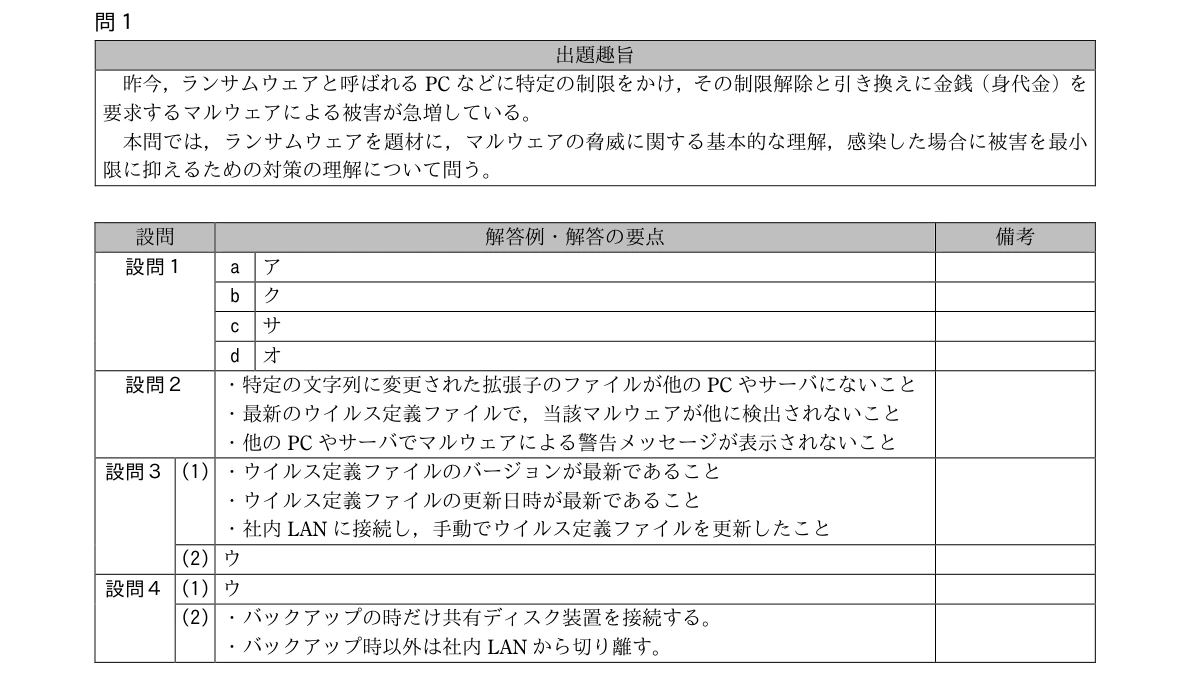 問1
出題趣旨
昨今，ランサムウェアと呼ばれる PC などに特定の制限をかけ，その制限解除と引き換えに金銭（身代金）を
要求するマルウェアによる被害が急増している。
本問では，ランサムウェアを題材に，マルウェアの脅威に関する基本的な理解，感染した場合に被害を最小
限に抑えるための対策の理解について問う。
設問 解答例・解答の要点 備考
設問1 a ア
b ク
c サ
d オ
設問2 ・特定の文字列に変更された拡張子のファイルが他の PC やサーバにないこと
・最新のウイルス定義ファイルで，当該マルウェアが他に検出されないこと
・他の PC やサーバでマルウェアによる警告メッセージが表示されないこと
設問3 (1) ・ウイルス定義ファイルのバージョンが最新であること
・ウイルス定義ファイルの更新日時が最新であること
・社内 LAN に接続し，手動でウイルス定義ファイルを更新したこと
(2) ウ
設問4 (1) ウ
(2) ・バックアップの時だけ共有ディスク装置を接続する。
・バックアップ時以外は社内 LAN から切り離す。